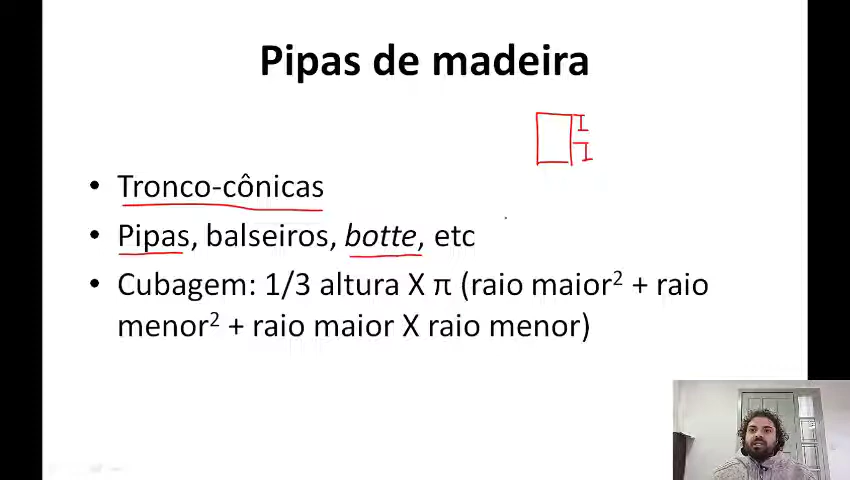 Pipas de madeira
• Tronco-cônicas
• Pipas, balseiros, botte, etc
• Cubagem: 1/3 altura X π (raio maior² + raio
menor² + raio maior X raio menor)